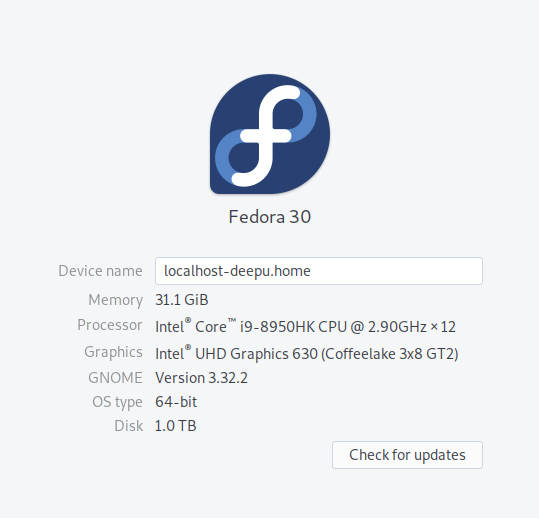 Fedora 30
Device name localhost-deepu.home
Memory 31.1 GiB
Processor Intel® Core™ i9-8950HK CPU @ 2.90GHz × 12
Graphics Intel® UHD Graphics 630 (Coffeelake 3x8 GT2)
GNOME Version 3.32.2
OS type 64-bit
Disk 1.0 TB
Check for updates